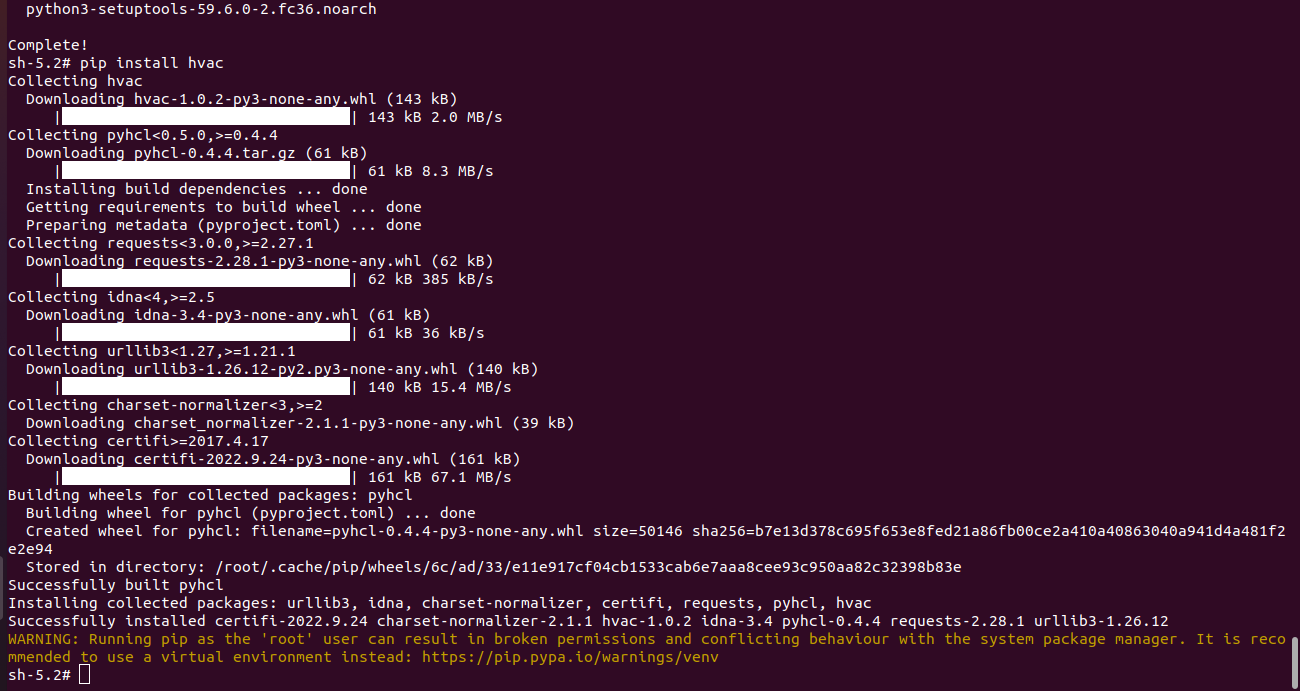 python3-setuptools-59.6.0-2.fc36.noarch
Complete!
sh-5.2# pip install hvac
Collecting hvac
Downloading hvac-1.0.2-py3-none-any.whl (143 kB)
| | 143 kB 2.0 MB/s
Collecting pyhcl<0.5.0,>=0.4.4
Downloading pyhcl-0.4.4.tar.gz (61 kB)
| | 61 kB 8.3 MB/s
Installing build dependencies ... done
Getting requirements to build wheel ... done
Preparing metadata (pyproject.toml) ... done
Collecting requests<3.0.0,>=2.27.1
Downloading requests-2.28.1-py3-none-any.whl (62 kB)
| | 62 kB 385 kB/s
Collecting idna<4,>=2.5
Downloading idna-3.4-py3-none-any.whl (61 kB)
| | 61 kB 36 kB/s
Collecting urllib3<1.27,>=1.21.1
Downloading urllib3-1.26.12-py2.py3-none-any.whl (140 kB)
| | 140 kB 15.4 MB/s
Collecting charset-normalizer<3,>=2
Downloading charset_normalizer-2.1.1-py3-none-any.whl (39 kB)
Collecting certifi>=2017.4.17
Downloading certifi-2022.9.24-py3-none-any.whl (161 kB)
| | 161 kB 67.1 MB/s
Building wheels for collected packages: pyhcl
Building wheel for pyhcl (pyproject.toml) ... done
Created wheel for pyhcl: filename=pyhcl-0.4.4-py3-none-any.whl size=50146 sha256=b7e13d378c695f653e8fed21a86fb00ce2a410a40863040a941d4a481f2
e2e94
Stored in directory: /root/.cache/pip/wheels/6c/ad/33/e11e917cf04cb1533cab6e7aaa8cee93c950aa82c32398b83e
Successfully built pyhcl
Installing collected packages: urllib3, idna, charset-normalizer, certifi, requests, pyhcl, hvac
Successfully installed certifi-2022.9.24 charset-normalizer-2.1.1 hvac-1.0.2 idna-3.4 pyhcl-0.4.4 requests-2.28.1 urllib3-1.26.12
WARNING: Running pip as the 'root' user can result in broken permissions and conflicting behaviour with the system package manager. It is reco
mmended to use a virtual environment instead: https://pip.pypa.io/warnings/venv
sh-5.2#